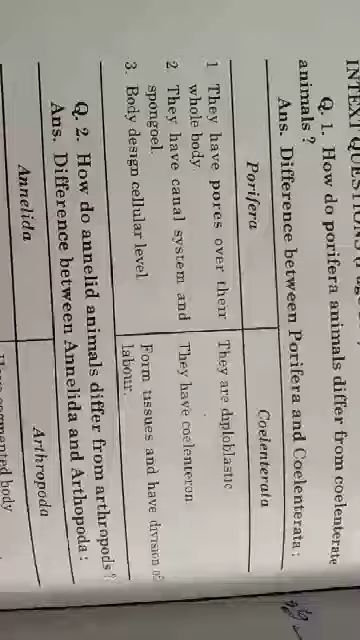 INTEXT QUESTIONS
Q. 1. How do porifera animals differ from coelenterate
animals ?
Ans. Difference between Porifera and Coelenterata :
Porifera Coelenterata
1 They have pores over their They are diploblastic
whole body
2. They have canal system and They have coelenteron.
spongoel.
3. Body design cellular level. Form tissues and have division of
labour.
Q. 2. How do annelid animals differ from arthropods ?
Ans. Difference between Annelida and Arthopoda :
Annelida Arthropoda
segmented body